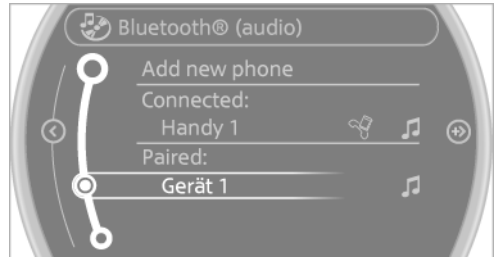 Bluetooth® (audio)
Add new phone
Connected:
Handy 1
Paired:
Gerät 1